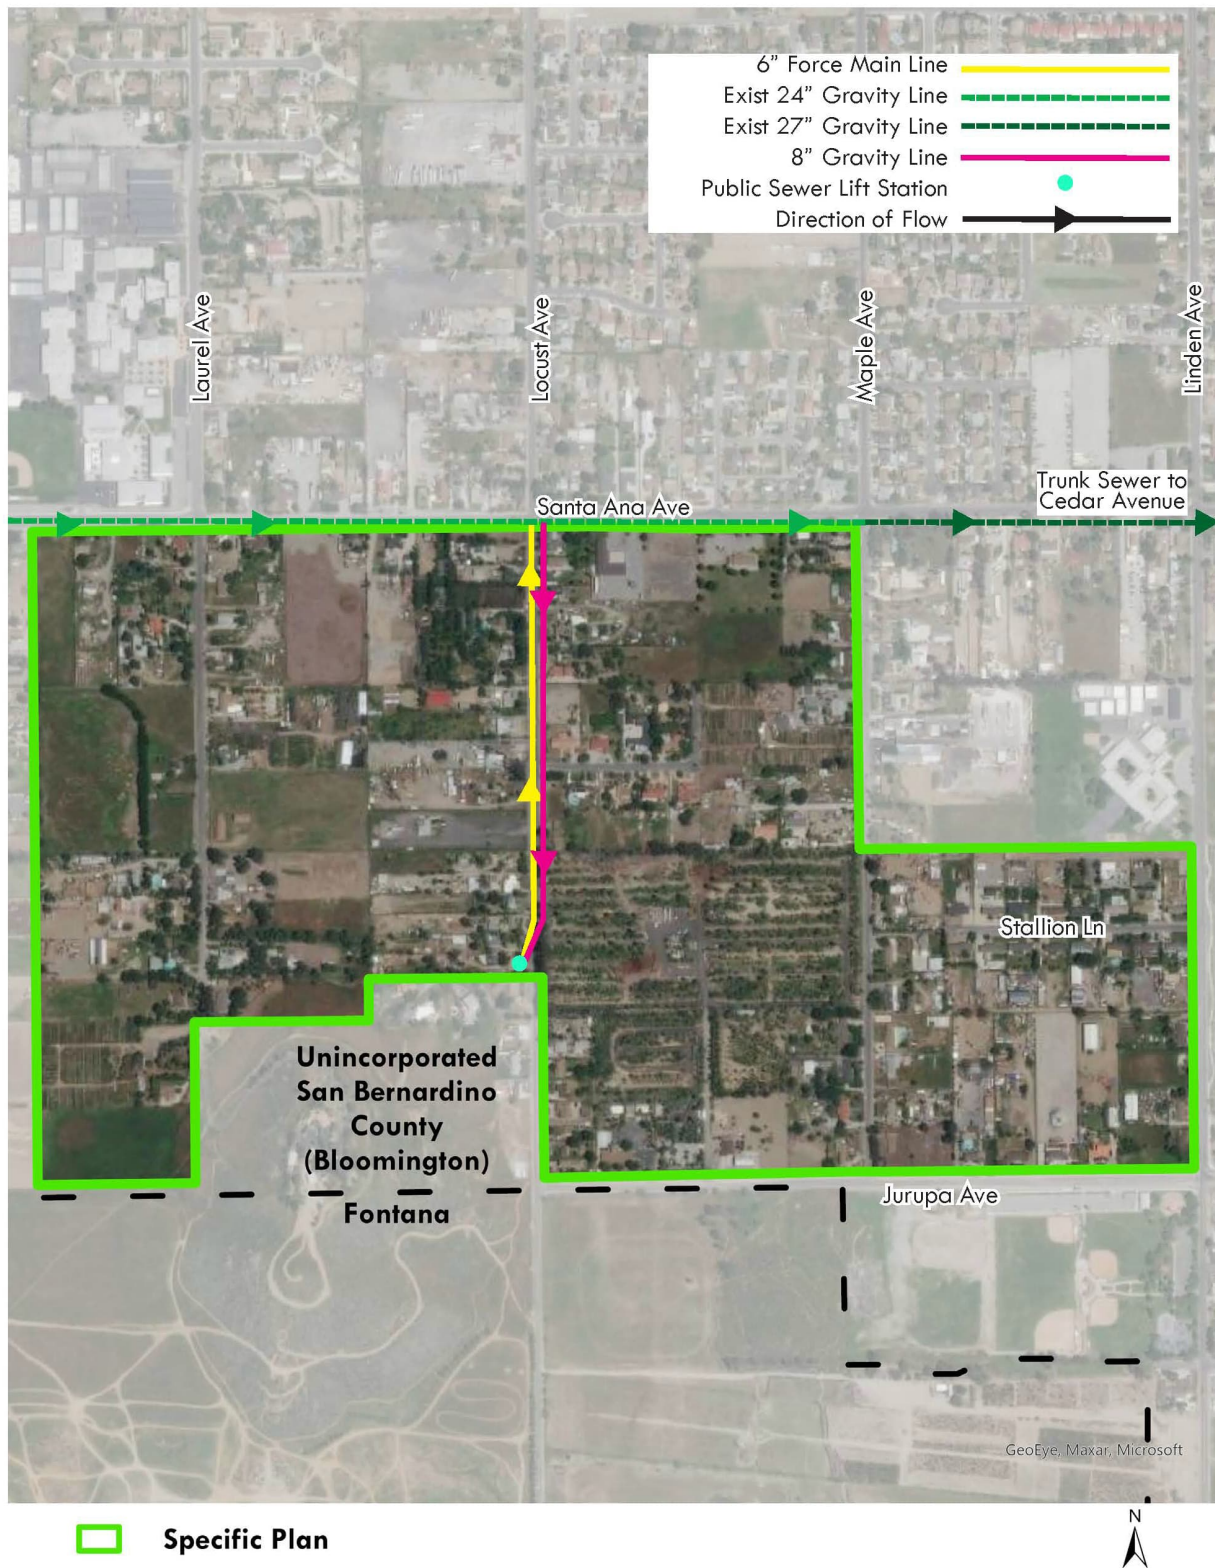 6” Force Main Line
Exist 24” Gravity Line
Exist 27” Gravity Line
8” Gravity Line
Public Sewer Lift Station
Direction of Flow
Laurel Ave
Locust Ave
Maple Ave
Linden Ave
Trunk Sewer to
Cedar Avenue
Santa Ana Ave
Stallion Ln
Unincorporated
San Bernardino
County
(Bloomington)
Jurupa Ave
Fontana
GeoEye, Maxar, Microsoft
N
Specific Plan